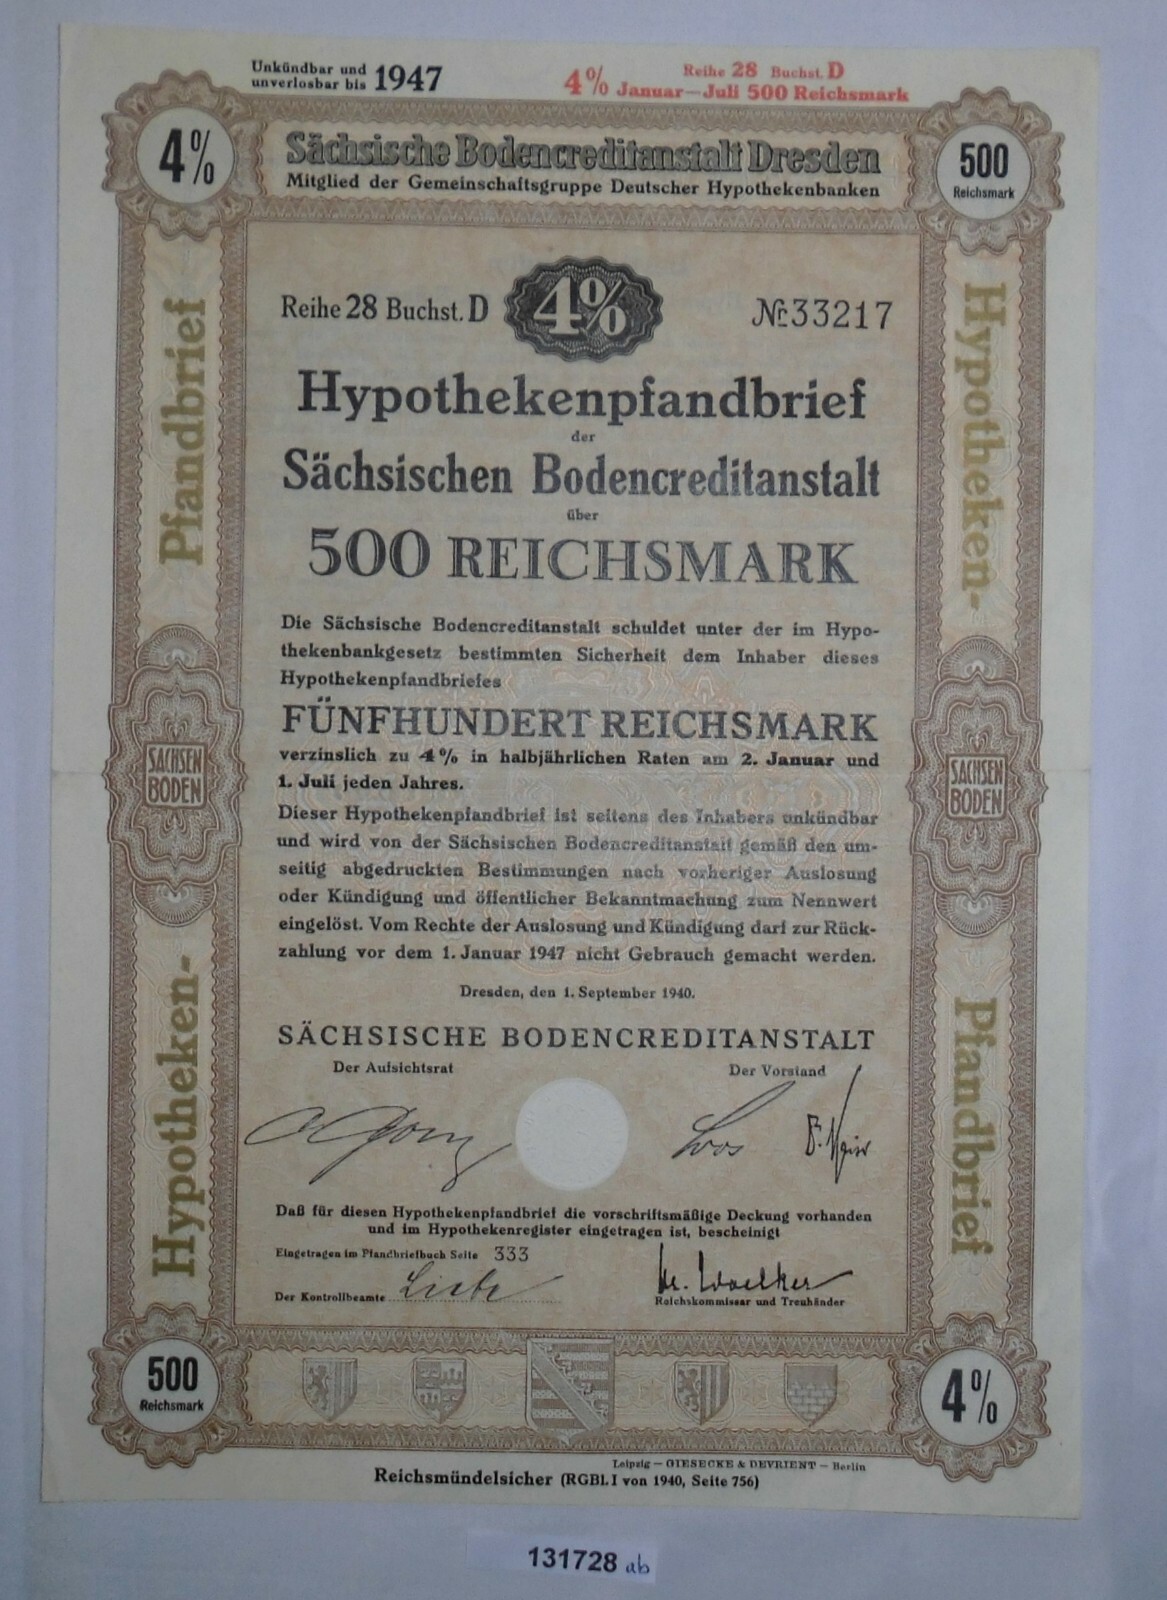 Unkündbar und
unverlosbar bis 1947
Reihe 28 Buchst. D
4% Januar—Juli 500 Reichsmark
4%
Sächsische Bodencreditanstalt Dresden
500
Reichsmark
Mitglied der Gemeinschaftsgruppe Deutscher Hypothekenbanken
Reihe 28 Buchst. D
4%
№ 33217
Hypothekenpfandbrief
der
Sächsischen Bodencreditanstalt
über
500 REICHSMARK
Die Sächsische Bodencreditanstalt schuldet unter der im Hypo-
thekenbankgesetz bestimmten Sicherheit dem Inhaber dieses
Hypothekenpfandbriefes
FÜNFHUNDERT REICHSMARK
verzinslich zu 4% in halbjährlichen Raten am 2. Januar und
1. Juli jeden Jahres.
Dieser Hypothekenpfandbrief ist seitens des Inhabers unkündbar
und wird von der Sächsischen Bodencreditanstalt gemäß den um-
seitig abgedruckten Bestimmungen nach vorheriger Auslosung
oder Kündigung und öffentlicher Bekanntmachung zum Nennwert
eingelöst. Vom Rechte der Auslosung und Kündigung darf zur Rück-
zahlung vor dem 1. Januar 1947 nicht Gebrauch gemacht werden.
Dresden, den 1. September 1940.
SÄCHSISCHE BODENCREDITANSTALT
Der Aufsichtsrat
Der Vorstand
Loos
Daß für diesen Hypothekenpfandbrief die vorschriftsmäßige Deckung vorhanden
und im Hypothekenregister eingetragen ist, bescheinigt
Eingetragen im Pfandbriefbuch Seite 333
Der Kontrollbeamte
Reichskommissar und Treuhänder
Hypotheken-
Pfandbrief
SACHSEN
BODEN
Hypotheken-
Pfandbrief
SACHSEN
BODEN
500
Reichsmark
4%
Leipzig — GIESECKE & DEVRIENT — Berlin
Reichsmündelsicher (RGBl. I von 1940, Seite 756)
131728 ab